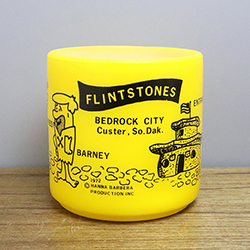 FLINTSTONES
BEDROCK CITY
Custer, So.Dak.
BARNEY
1972
© HANNA BARBERA
PRODUCTION INC